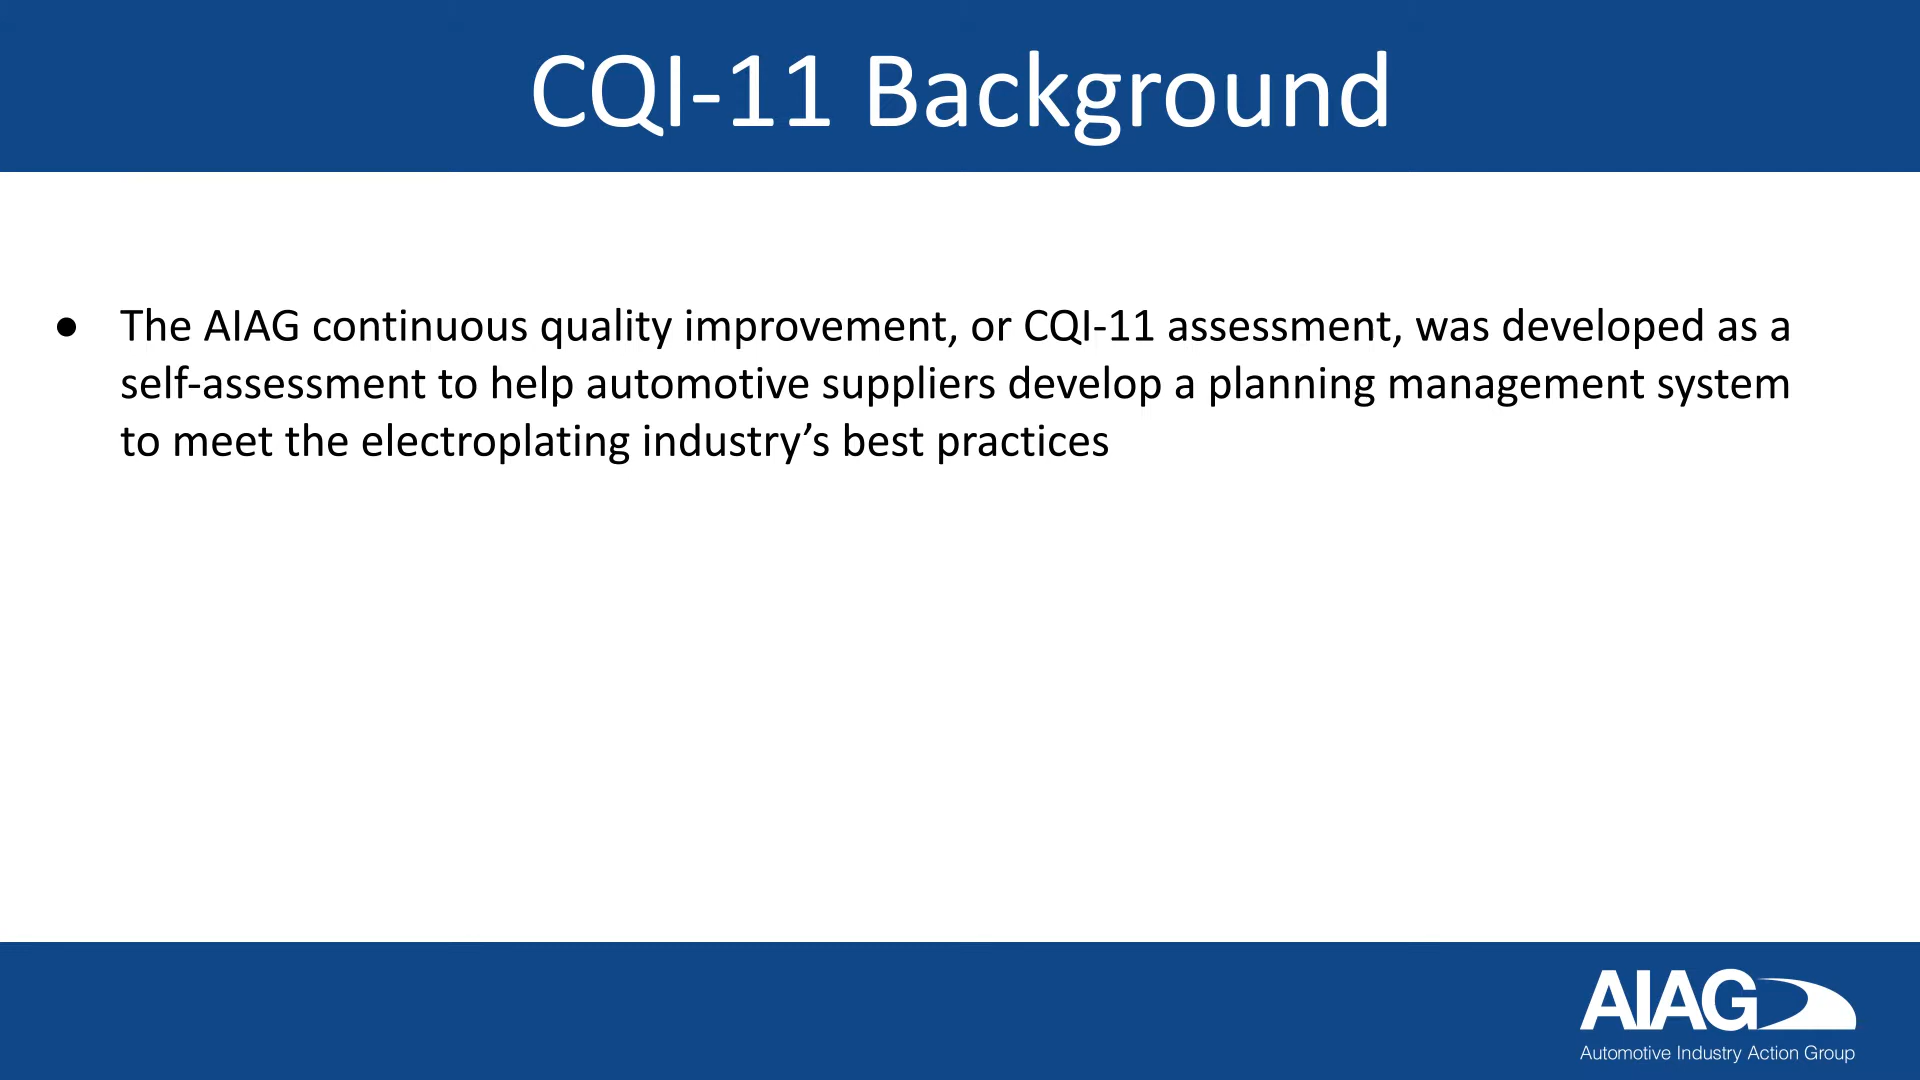 CQI-11 Background
● The AIAG continuous quality improvement, or CQI-11 assessment, was developed as a
self-assessment to help automotive suppliers develop a planning management system
to meet the electroplating industry’s best practices
AIAG
Automotive Industry Action Group